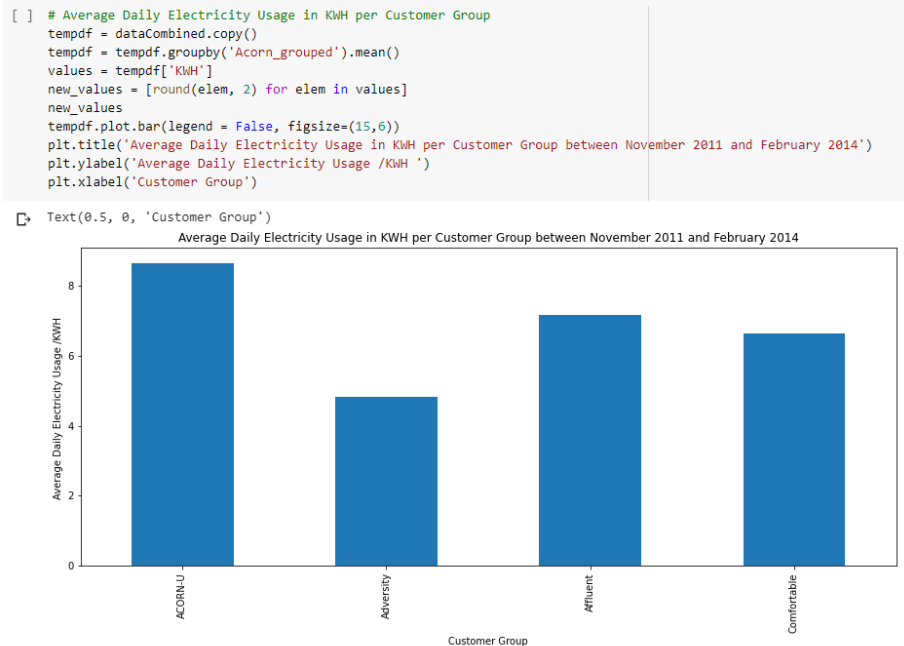 [ ] # Average Daily Electricity Usage in KWH per Customer Group
tempdf = dataCombined.copy()
tempdf = tempdf.groupby('Acorn_grouped').mean()
values = tempdf['KWH']
new_values = [round(elem, 2) for elem in values]
new_values
tempdf.plot.bar(legend = False, figsize=(15,6))
plt.title('Average Daily Electricity Usage in KWH per Customer Group between November 2011 and February 2014')
plt.ylabel('Average Daily Electricity Usage /KWH ')
plt.xlabel('Customer Group')
Text(0.5, 0, 'Customer Group')
Average Daily Electricity Usage in KWH per Customer Group between November 2011 and February 2014
Average Daily Electricity Usage /KWH
8
6
4
2
0
ACORN-U
Adversity
Affluent
Comfortable
Customer Group